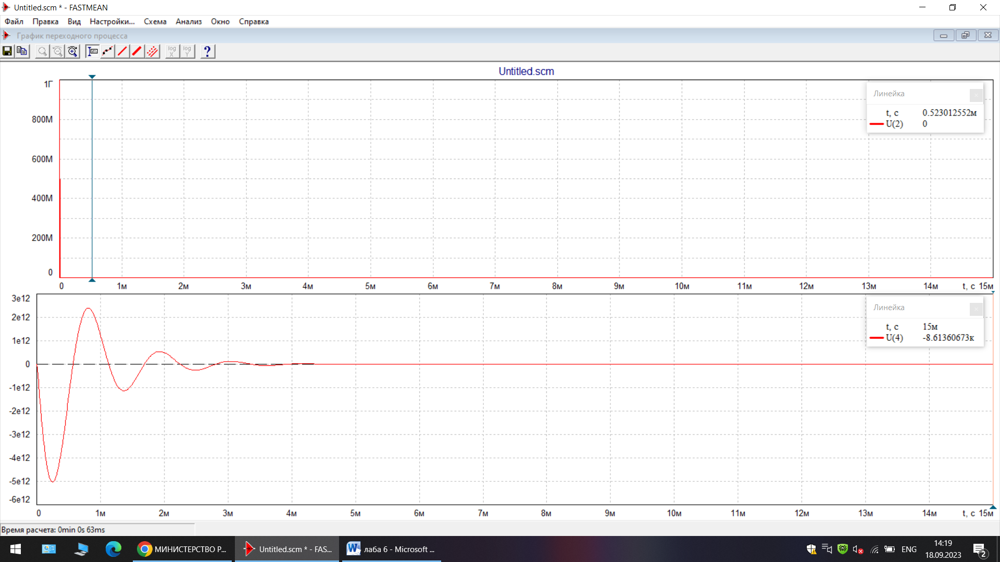 Untitled.scm * - FASTMEAN
Файл Правка Вид Настройки... Схема Анализ Окно Справка
График переходного процесса
log X log Y ?
Untitled.scm
1Г
800М
600М
400М
200М
0
0 1м 2м 3м 4м 5м 6м 7м 8м 9м 10м 11м 12м 13м 14м t, c 15м
Линейка
t, c 0.523012552м
U(2) 0
3e12
2e12
1e12
0
-1e12
-2e12
-3e12
-4e12
-5e12
-6e12
0 1м 2м 3м 4м 5м 6м 7м 8м 9м 10м 11м 12м 13м 14м t, c 15м
Линейка
t, c 15м
U(4) -8.61360673к
Время расчета: 0min 0s 63ms
МИНИСТЕРСТВО Р...
Untitled.scm * - FAS...
лаба 6 - Microsoft ...
ENG
14:19
18.09.2023
2